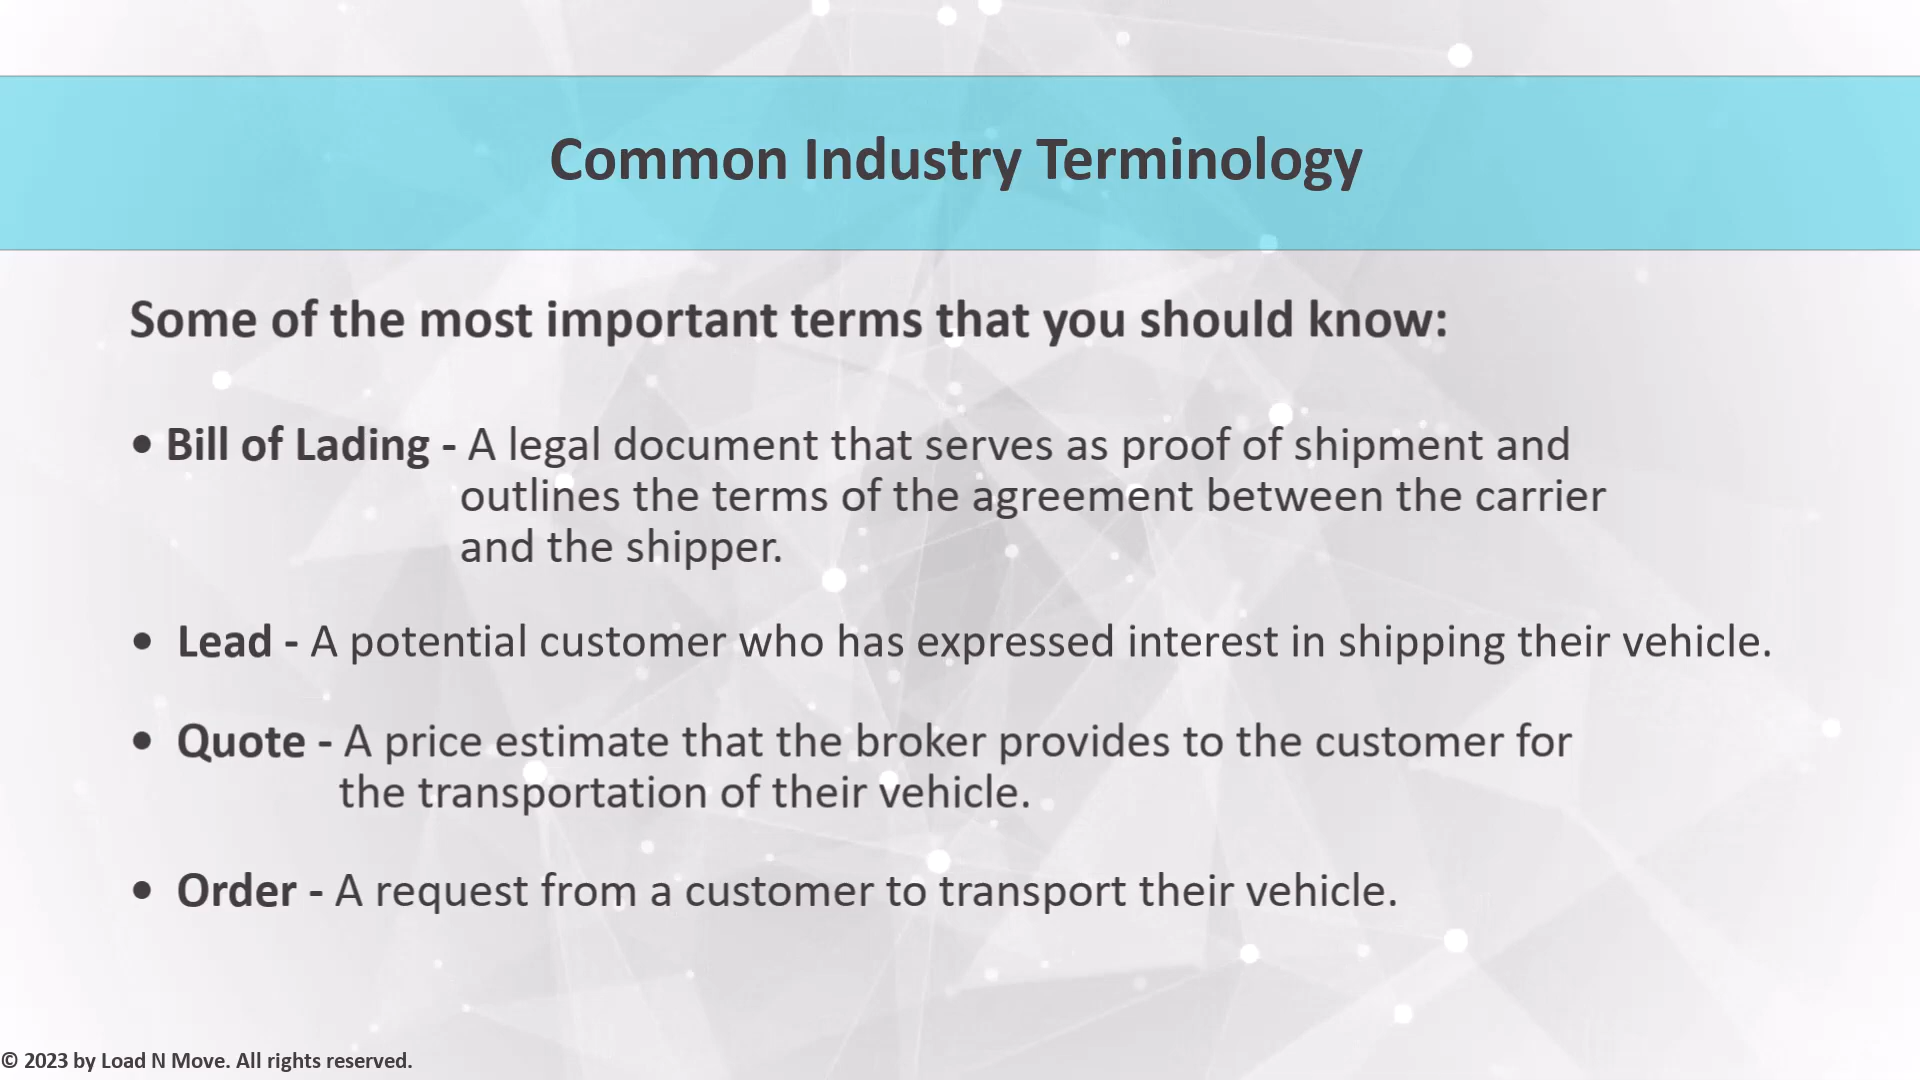 Common Industry Terminology
Some of the most important terms that you should know:
• Bill of Lading - A legal document that serves as proof of shipment and
outlines the terms of the agreement between the carrier
and the shipper.
• Lead - A potential customer who has expressed interest in shipping their vehicle.
• Quote - A price estimate that the broker provides to the customer for
the transportation of their vehicle.
• Order - A request from a customer to transport their vehicle.
© 2023 by Load N Move. All rights reserved.